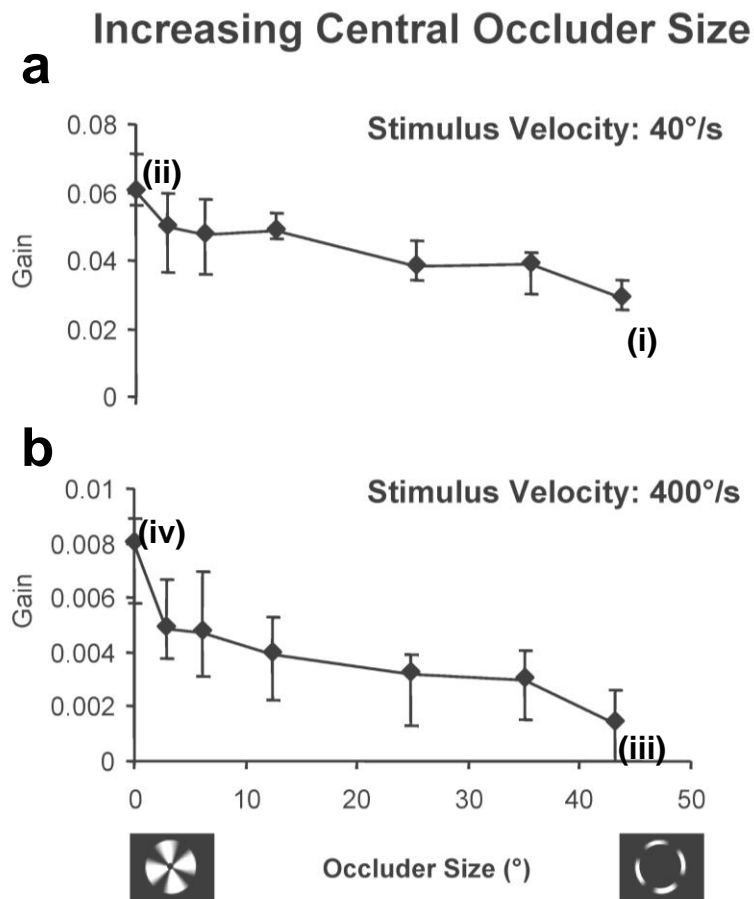 Increasing Central Occluder Size
a
Stimulus Velocity: 40°/s
0.08
(ii)
0.06
Gain
0.04
0.02
(i)
0
b
Stimulus Velocity: 400°/s
0.01
(iv)
0.008
Gain
0.006
0.004
0.002
(iii)
0
0 10 20 30 40 50
Occluder Size (°)